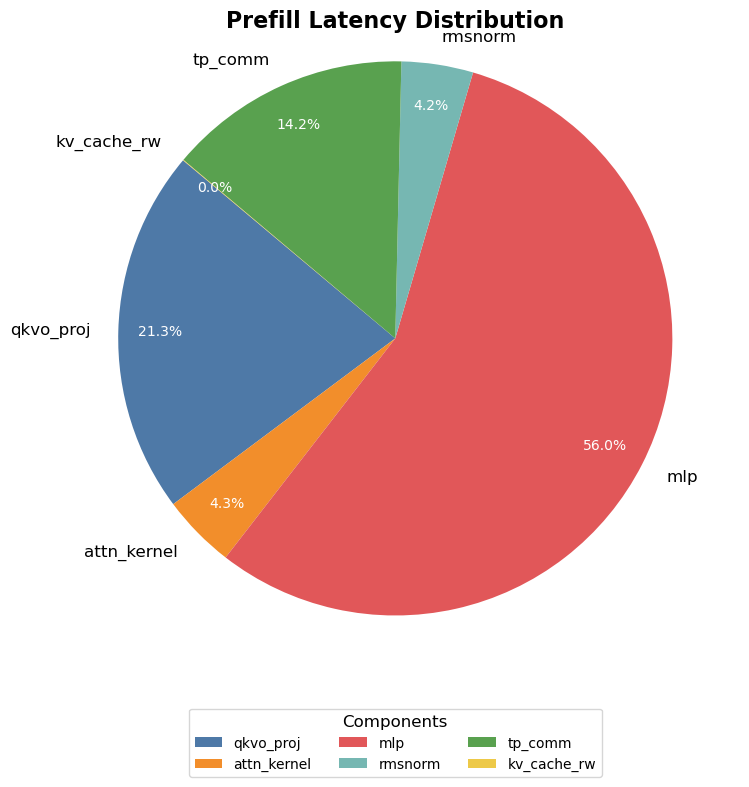 Prefill Latency Distribution
rmsnorm
tp_comm
4.2%
14.2%
kv_cache_rw
0.0%
qkvo_proj
21.3%
56.0%
mlp
4.3%
attn_kernel
Components
qkvo_proj mlp tp_comm
attn_kernel rmsnorm kv_cache_rw